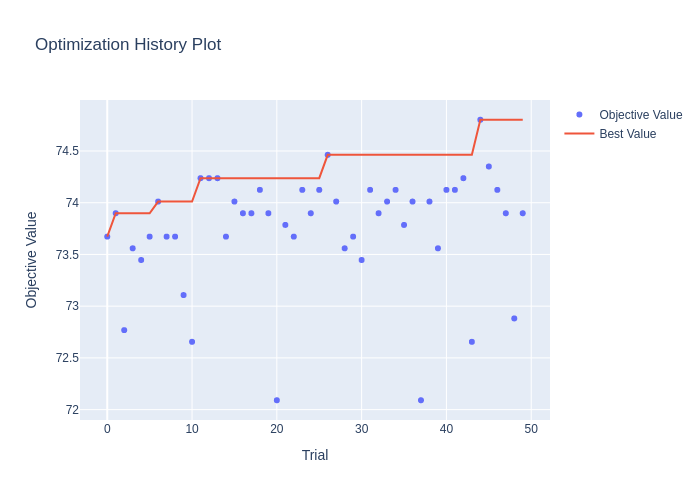 Optimization History Plot
Objective Value
Best Value
74.5
74
73.5
73
72.5
72
Objective Value
0
10
20
30
40
50
Trial